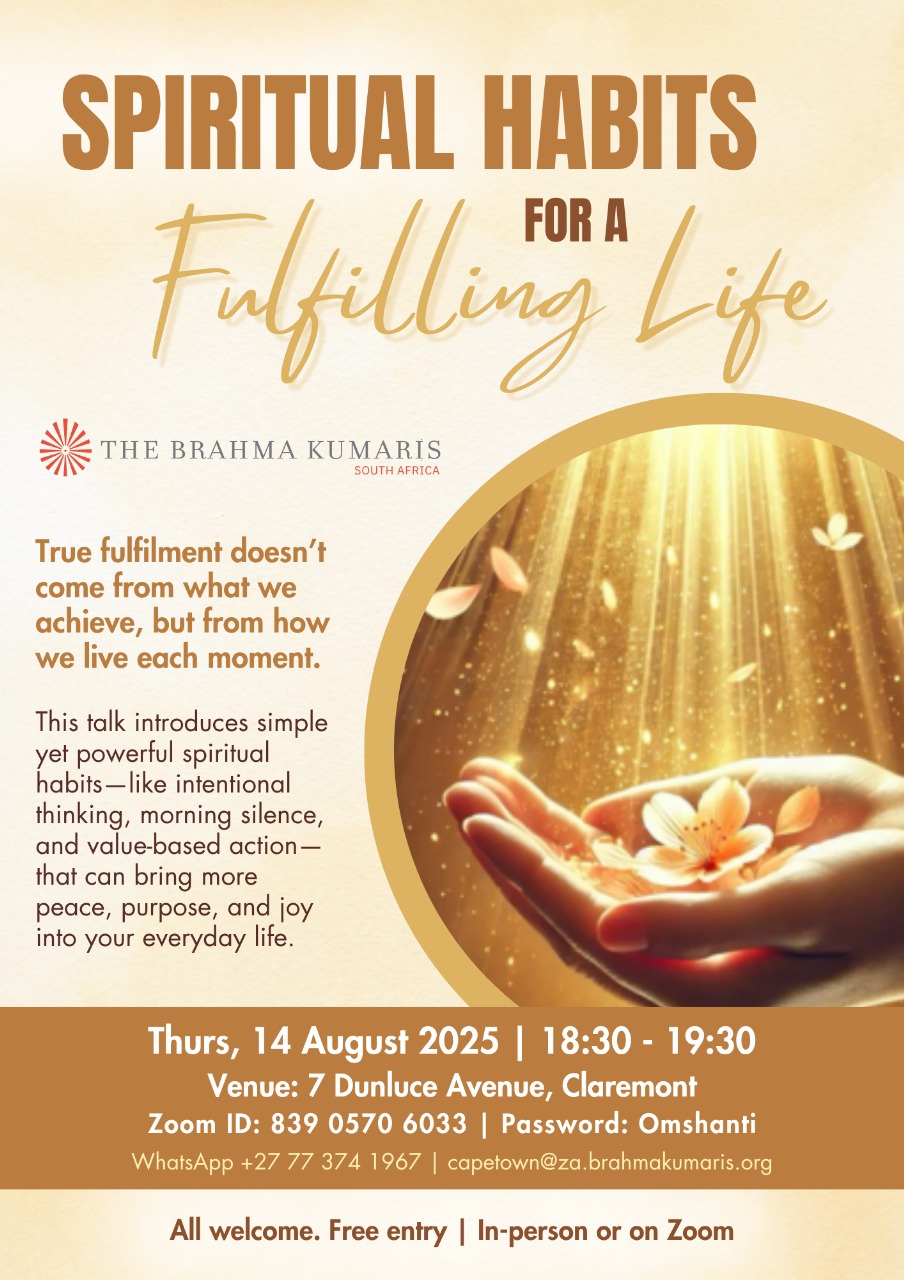 SPIRITUAL HABITS
FOR A
Fulfilling Life
THE BRAHMA KUMARIS
SOUTH AFRICA
True fulfilment doesn’t
come from what we
achieve, but from how
we live each moment.
This talk introduces simple
yet powerful spiritual
habits—like intentional
thinking, morning silence,
and value-based action—
that can bring more
peace, purpose, and joy
into your everyday life.
Thurs, 14 August 2025 | 18:30 - 19:30
Venue: 7 Dunluce Avenue, Claremont
Zoom ID: 839 0570 6033 | Password: Omshanti
WhatsApp +27 77 374 1967 | capetown@za.brahmakumaris.org
All welcome. Free entry | In-person or on Zoom